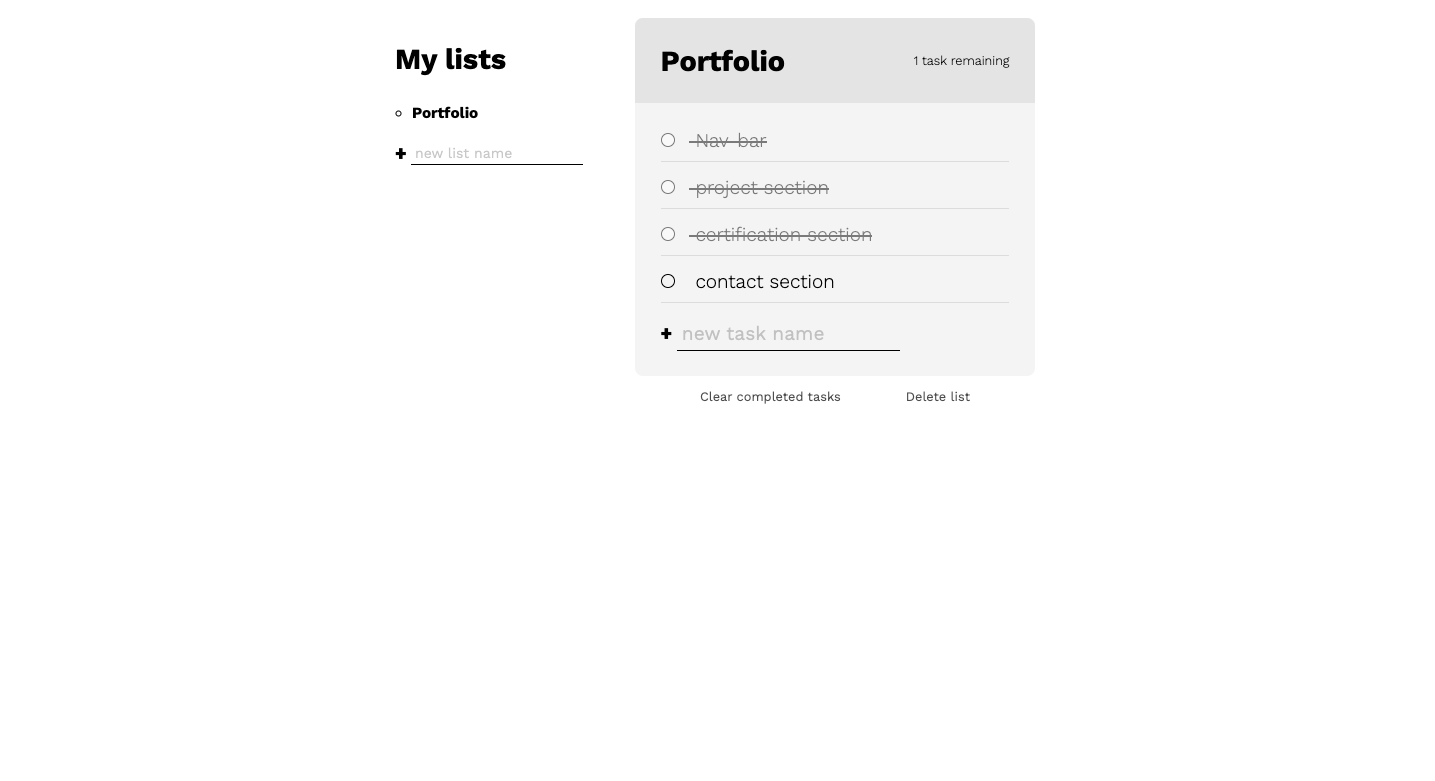 My lists
Portfolio
+ new list name
Portfolio
1 task remaining
Nav-bar
project section
certification section
contact section
+ new task name
Clear completed tasks
Delete list